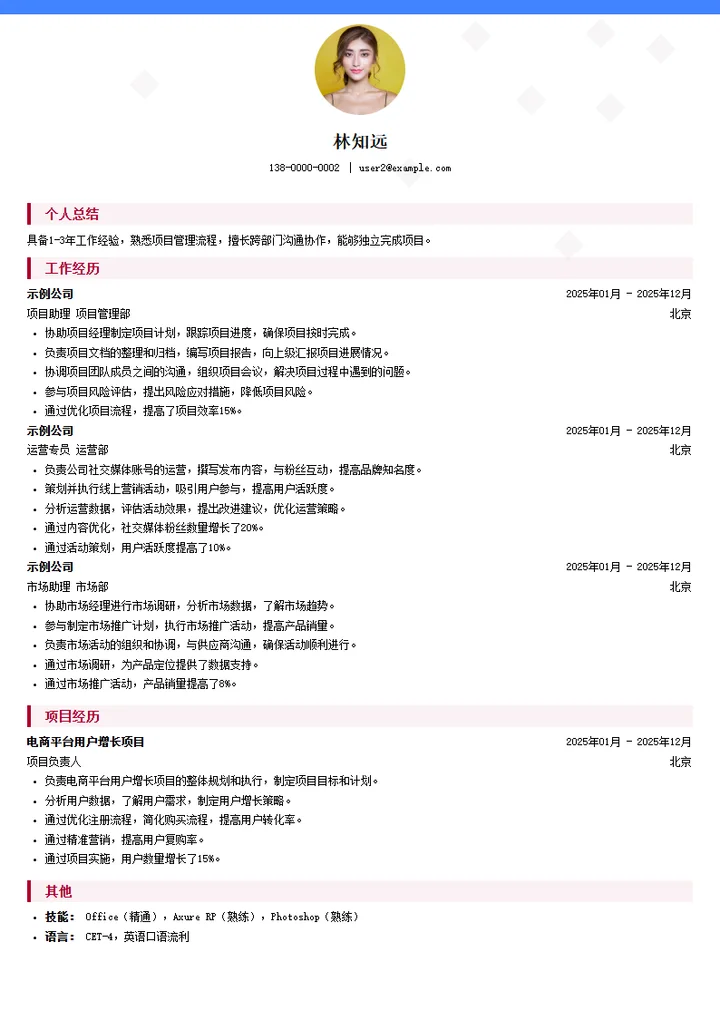 林知远
138-0000-0002 | user2@example.com
个人总结
具备1-3年工作经验，熟悉项目管理流程，擅长跨部门沟通协作，能够独立完成项目。
工作经历
示例公司 2025年01月 - 2025年12月
项目助理 项目管理部 北京
• 协助项目经理制定项目计划，跟踪项目进度，确保项目按时完成。
• 负责项目文档的整理和归档，编写项目报告，向上级汇报项目进展情况。
• 协调项目团队成员之间的沟通，组织项目会议，解决项目过程中遇到的问题。
• 参与项目风险评估，提出风险应对措施，降低项目风险。
• 通过优化项目流程，提高了项目效率15%。
示例公司 2025年01月 - 2025年12月
运营专员 运营部 北京
• 负责公司社交媒体账号的运营，撰写发布内容，与粉丝互动，提高品牌知名度。
• 策划并执行线上营销活动，吸引用户参与，提高用户活跃度。
• 分析运营数据，评估活动效果，提出改进建议，优化运营策略。
• 通过内容优化，社交媒体粉丝数量增长了20%。
• 通过活动策划，用户活跃度提高了10%。
示例公司 2025年01月 - 2025年12月
市场助理 市场部 北京
• 协助市场经理进行市场调研，分析市场数据，了解市场趋势。
• 参与制定市场推广计划，执行市场推广活动，提高产品销量。
• 负责市场活动的组织和协调，与供应商沟通，确保活动顺利进行。
• 通过市场调研，为产品定位提供了数据支持。
• 通过市场推广活动，产品销量提高了8%。
项目经历
电商平台用户增长项目 2025年01月 - 2025年12月
项目负责人 北京
• 负责电商平台用户增长项目的整体规划和执行，制定项目目标和计划。
• 分析用户数据，了解用户需求，制定用户增长策略。
• 通过优化注册流程，简化购买流程，提高用户转化率。
• 通过精准营销，提高用户复购率。
• 通过项目实施，用户数量增长了15%。
其他
• 技能： Office（精通），Axure RP（熟练），Photoshop（熟练）
• 语言： CET-4，英语口语流利